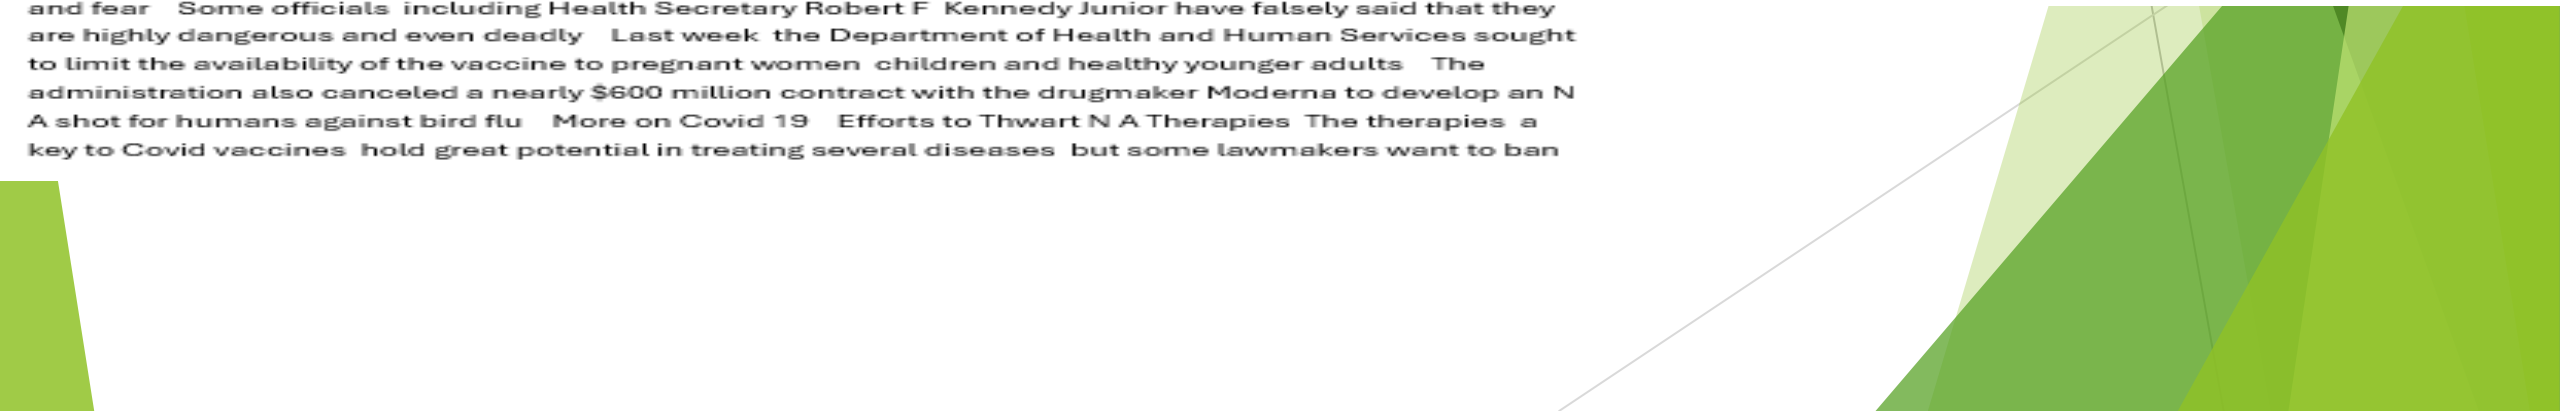 and fear Some officials including Health Secretary Robert F Kennedy Junior have falsely said that they
are highly dangerous and even deadly Last week the Department of Health and Human Services sought
to limit the availability of the vaccine to pregnant women children and healthy younger adults The
administration also canceled a nearly $600 million contract with the drugmaker Moderna to develop an N
A shot for humans against bird flu More on Covid 19 Efforts to Thwart N A Therapies The therapies a
key to Covid vaccines hold great potential in treating several diseases but some lawmakers want to ban